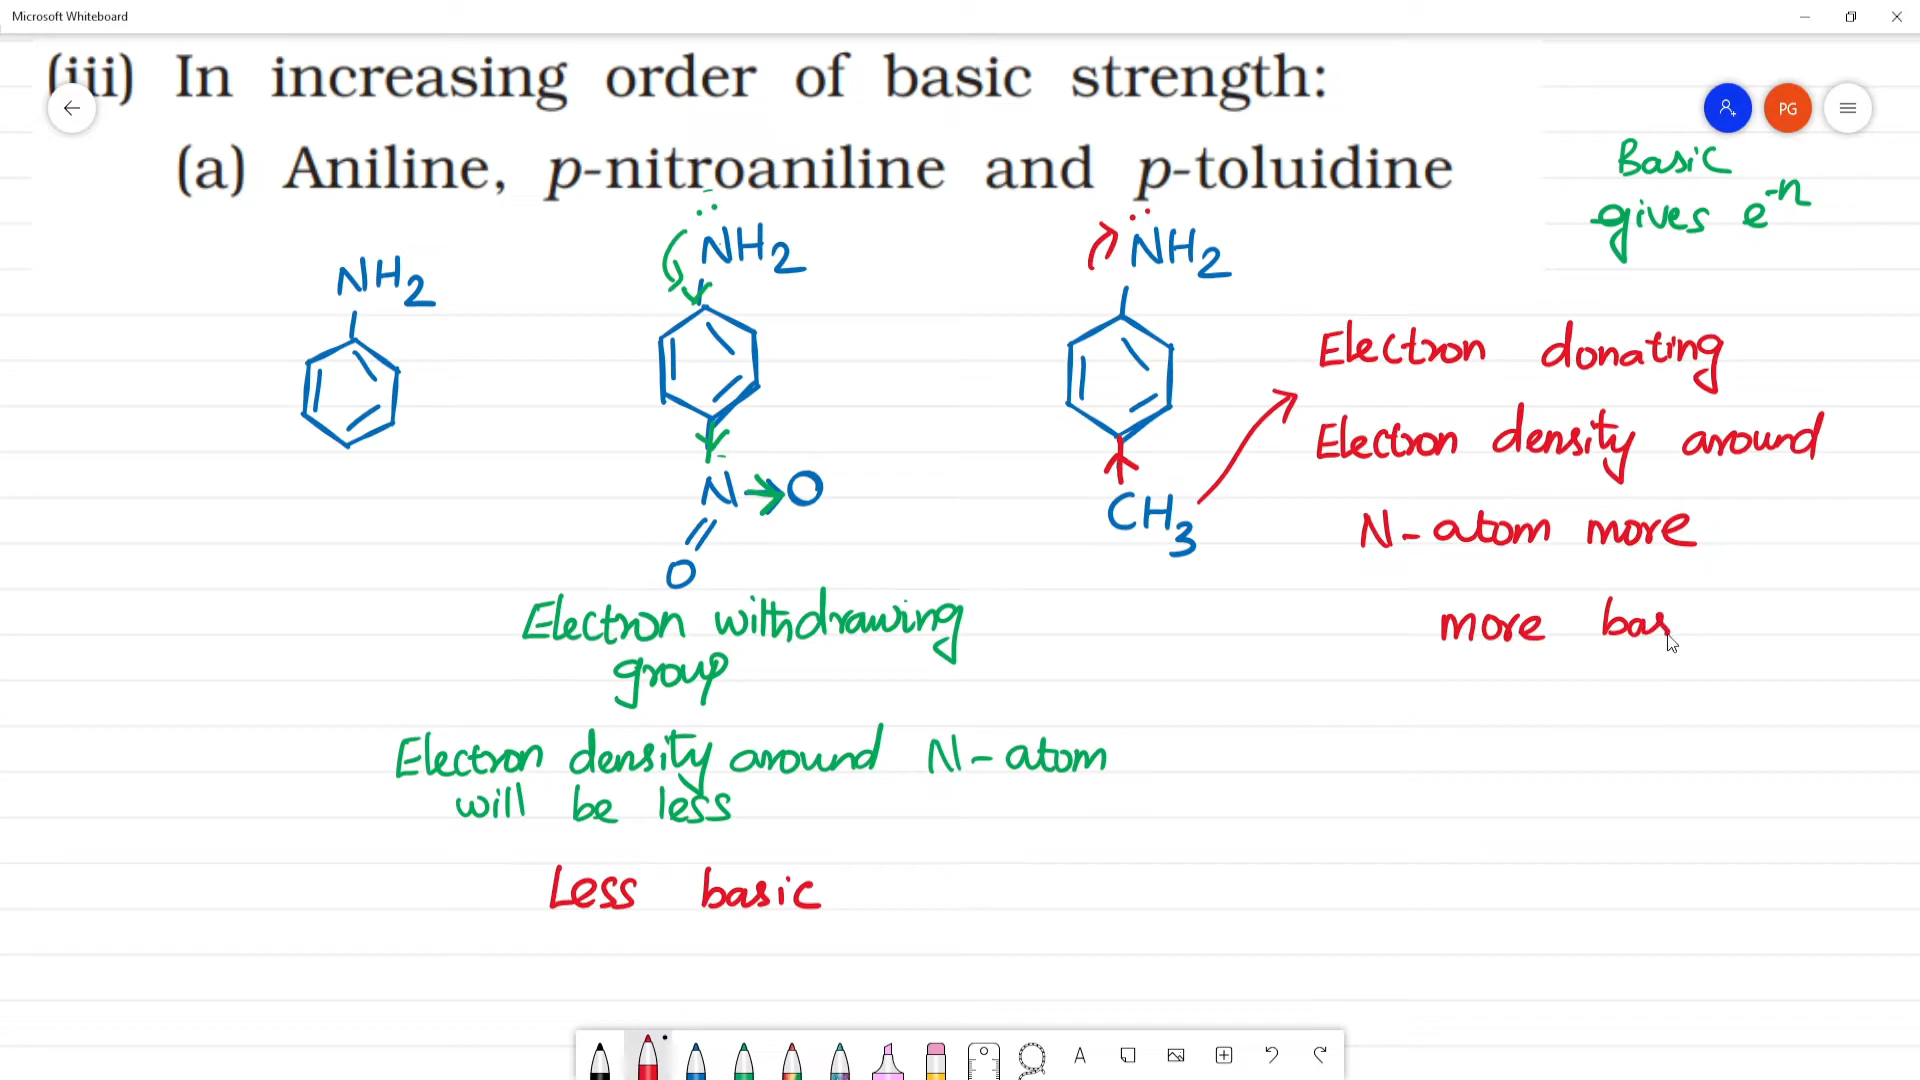 Microsoft Whiteboard
(iii) In increasing order of basic strength:
PG
(a) Aniline, p-nitroaniline and p-toluidine
Basic
gives e-n
NH2
NH2
NH2
Electron donating
Electron density around
N→O
O
CH3
N-atom more
Electron withdrawing
group
more bas
Electron density around N-atom
will be less
Less basic
A